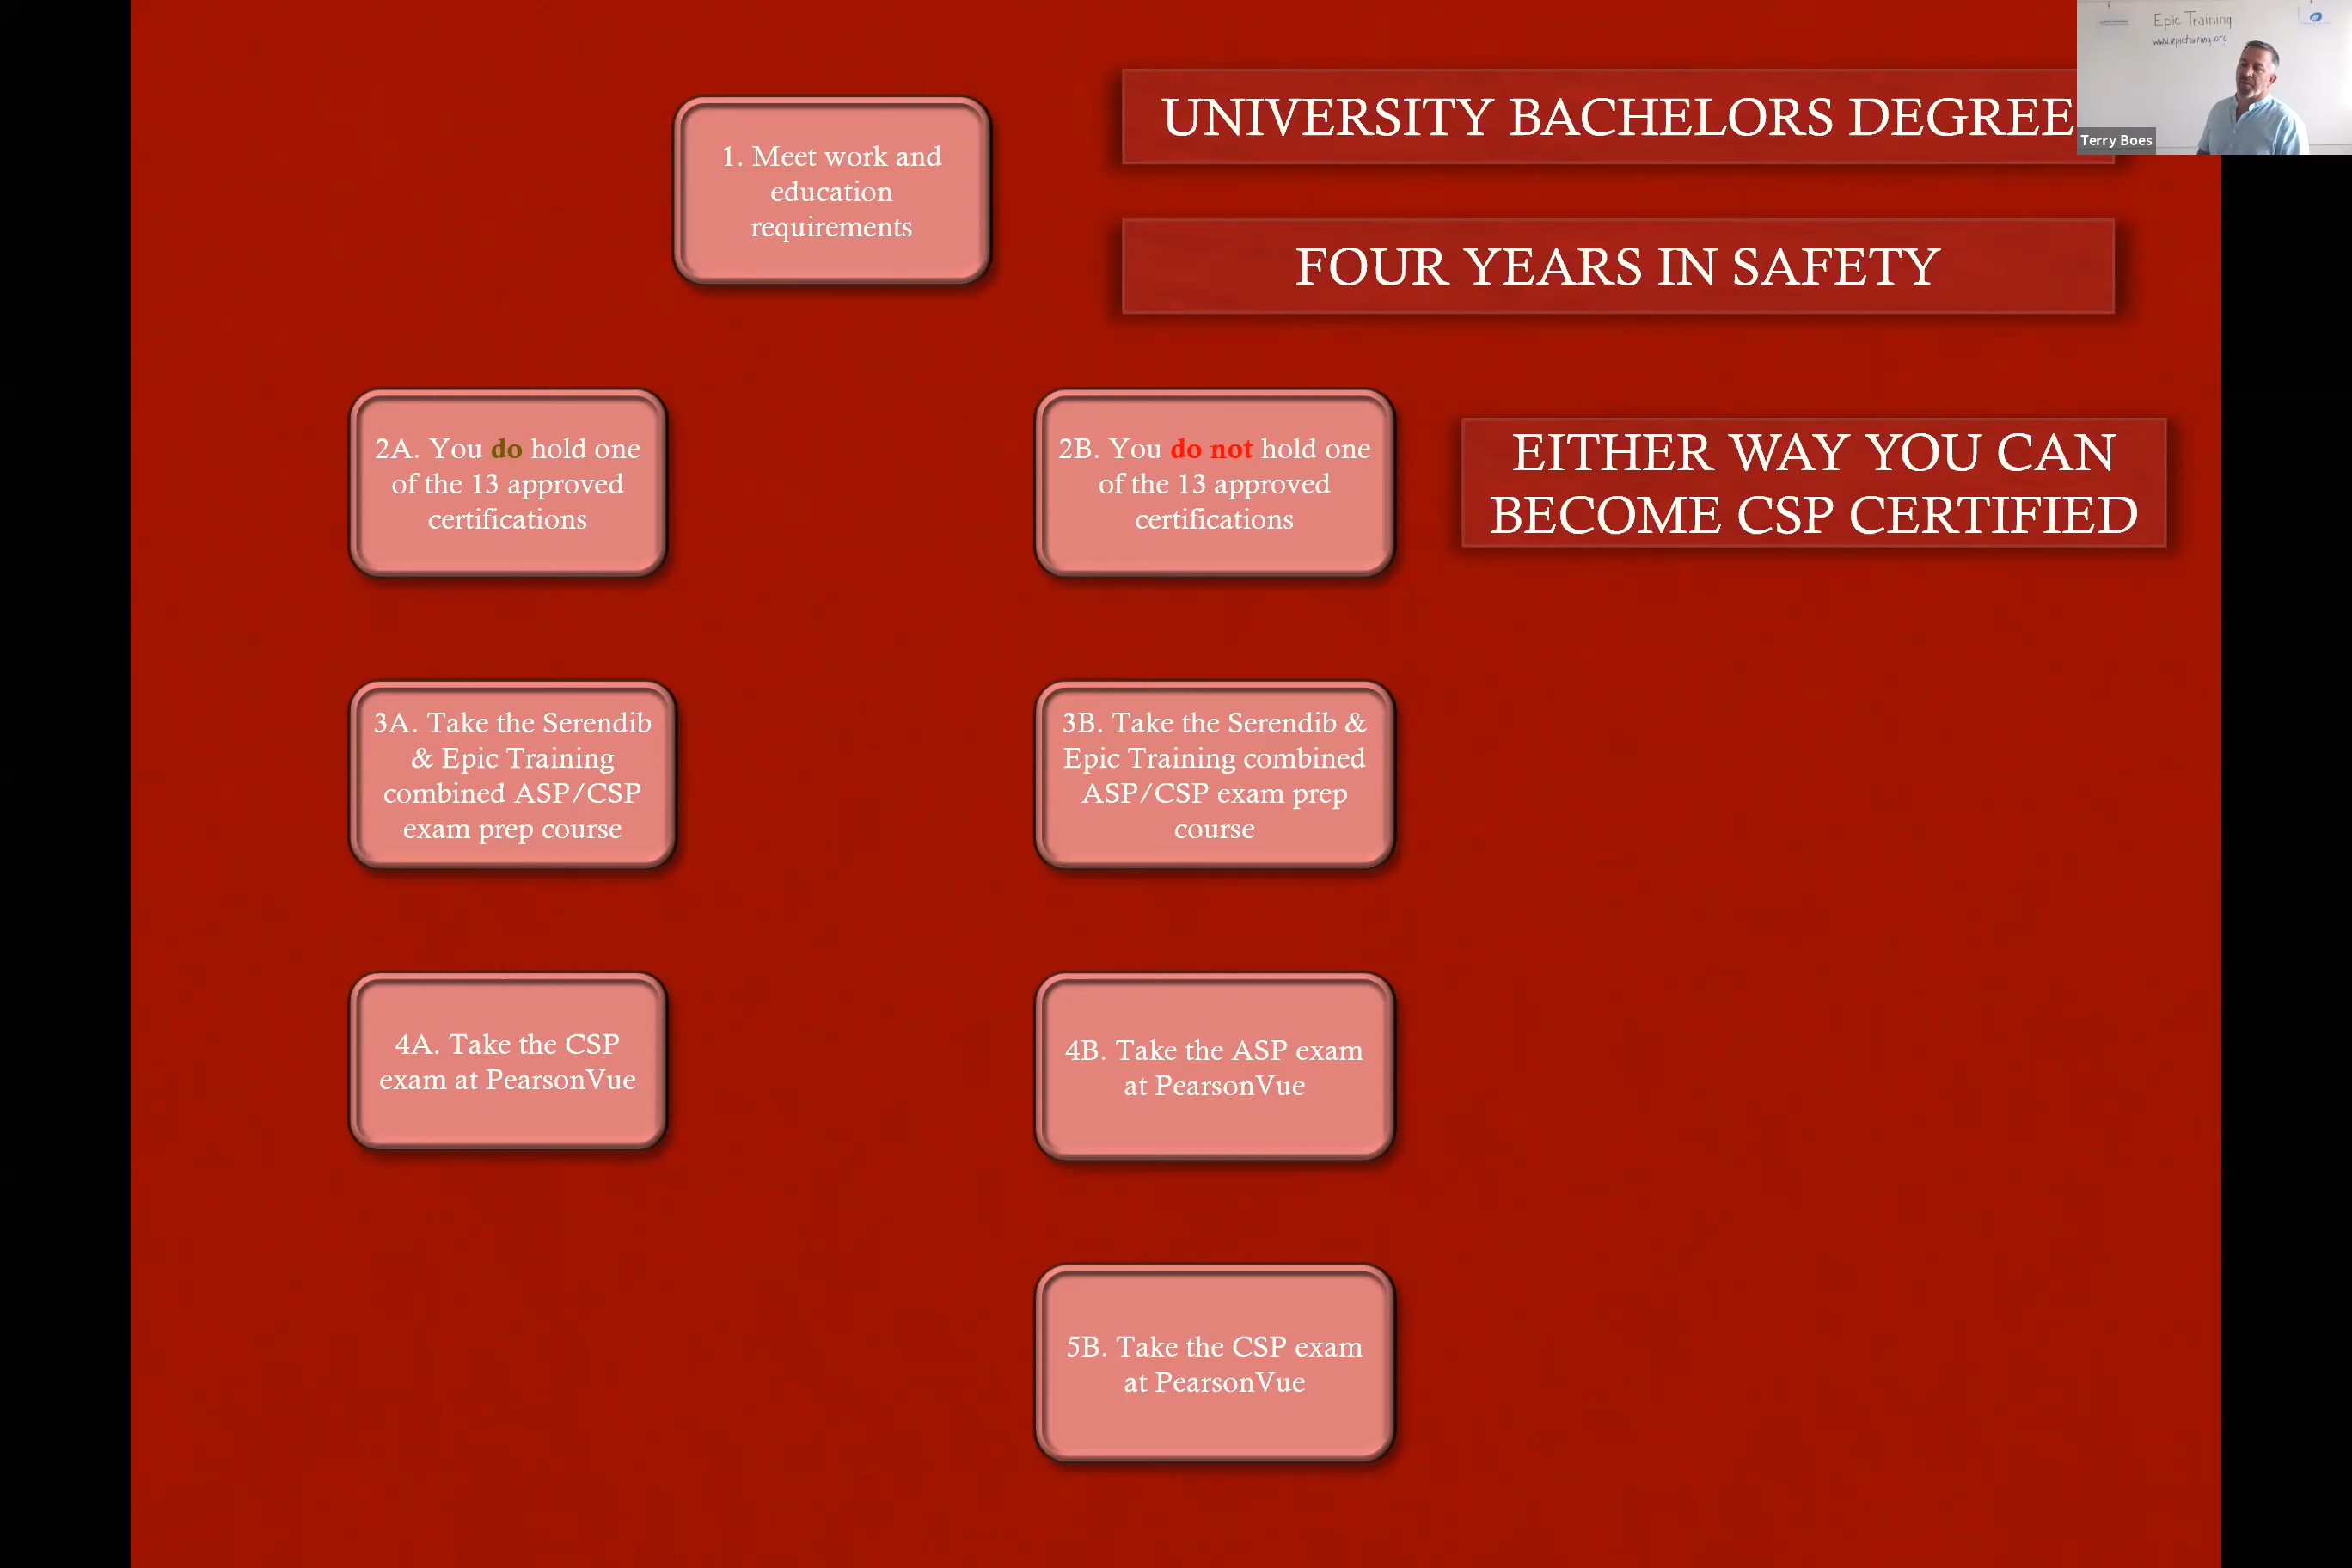 Epic Training
www.epictraining.org
Terry Boes
UNIVERSITY BACHELORS DEGREE
1. Meet work and
education
requirements
FOUR YEARS IN SAFETY
2A. You do hold one
of the 13 approved
certifications
2B. You do not hold one
of the 13 approved
certifications
EITHER WAY YOU CAN
BECOME CSP CERTIFIED
3A. Take the Serendib
& Epic Training
combined ASP/CSP
exam prep course
3B. Take the Serendib &
Epic Training combined
ASP/CSP exam prep
course
4A. Take the CSP
exam at PearsonVue
4B. Take the ASP exam
at PearsonVue
5B. Take the CSP exam
at PearsonVue